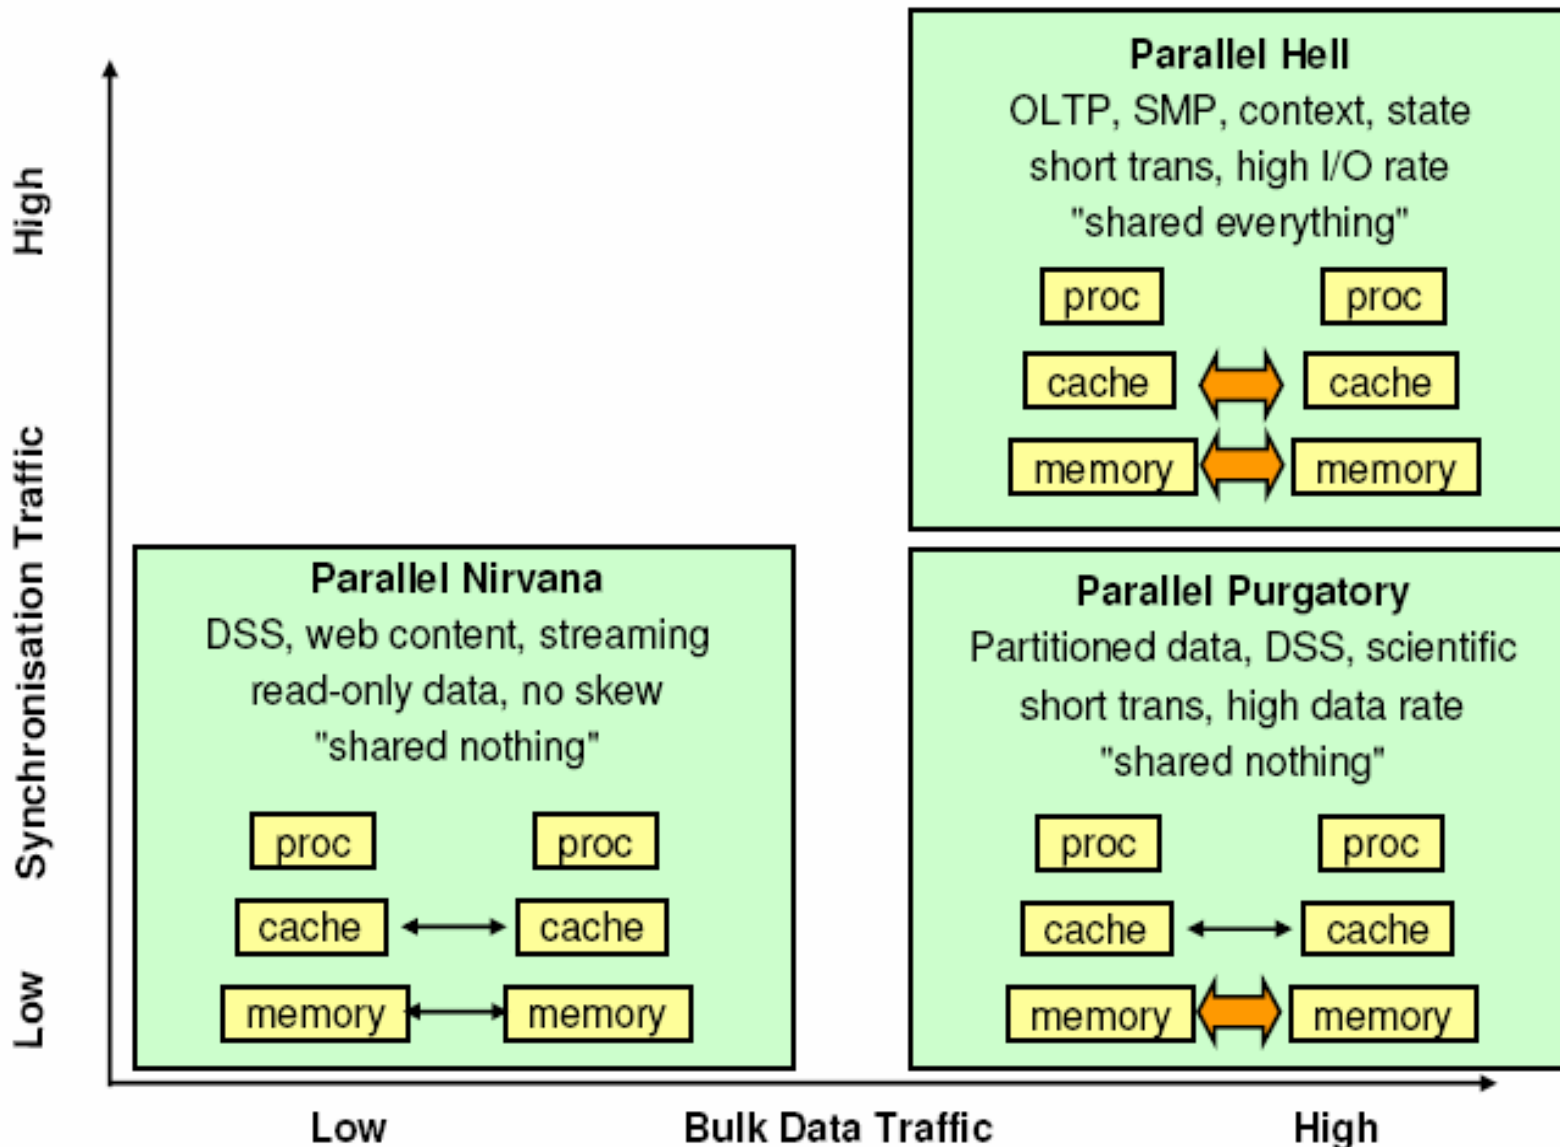 Parallel Hell
OLTP, SMP, context, state
short trans, high I/O rate
"shared everything"
proc proc
cache cache
memory memory
Parallel Nirvana
DSS, web content, streaming
read-only data, no skew
"shared nothing"
proc proc
cache cache
memory memory
Parallel Purgatory
Partitioned data, DSS, scientific
short trans, high data rate
"shared nothing"
proc proc
cache cache
memory memory
Low Synchronisation Traffic High
Low Bulk Data Traffic High